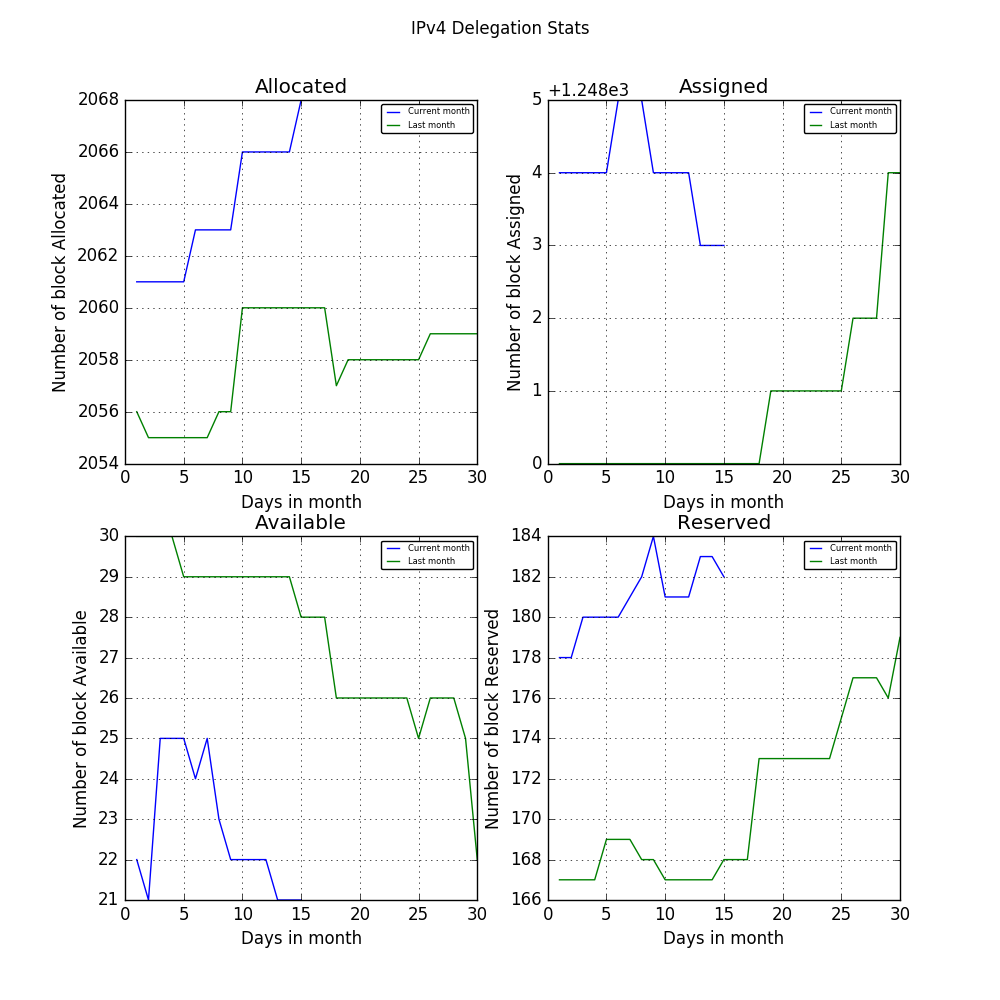 IPv4 Delegation Stats
Allocated
Number of block Allocated
2068
2066
2064
2062
2060
2058
2056
2054
Current month
Last month
0 5 10 15 20 25 30
Days in month
Assigned
+1.248e3
Number of block Assigned
5
4
3
2
1
0
Current month
Last month
0 5 10 15 20 25 30
Days in month
Available
Number of block Available
30
29
28
27
26
25
24
23
22
21
Current month
Last month
0 5 10 15 20 25 30
Days in month
Reserved
Number of block Reserved
184
182
180
178
176
174
172
170
168
166
Current month
Last month
0 5 10 15 20 25 30
Days in month